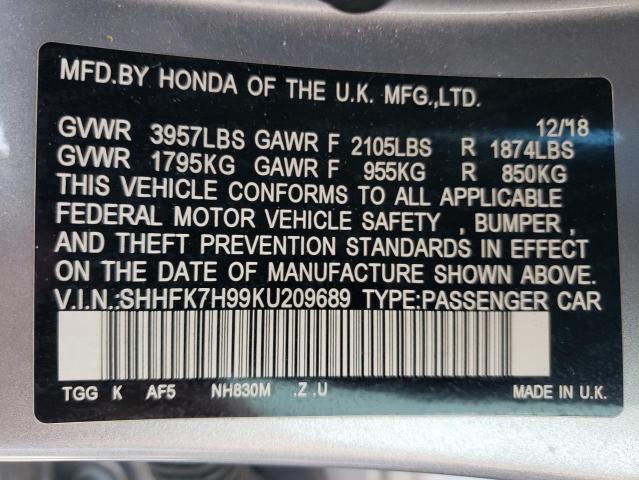 MFD.BY HONDA OF THE U.K. MFG.,LTD.
12/18
GVWR 3957LBS GAWR F 2105LBS R 1874LBS
GVWR 1795KG GAWR F 955KG R 850KG
THIS VEHICLE CONFORMS TO ALL APPLICABLE
FEDERAL MOTOR VEHICLE SAFETY , BUMPER ,
AND THEFT PREVENTION STANDARDS IN EFFECT
ON THE DATE OF MANUFACTURE SHOWN ABOVE.
V.I.N.:SHHFK7H99KU209689 TYPE:PASSENGER CAR
TGG K AF5 NH830M .Z .U MADE IN U.K.